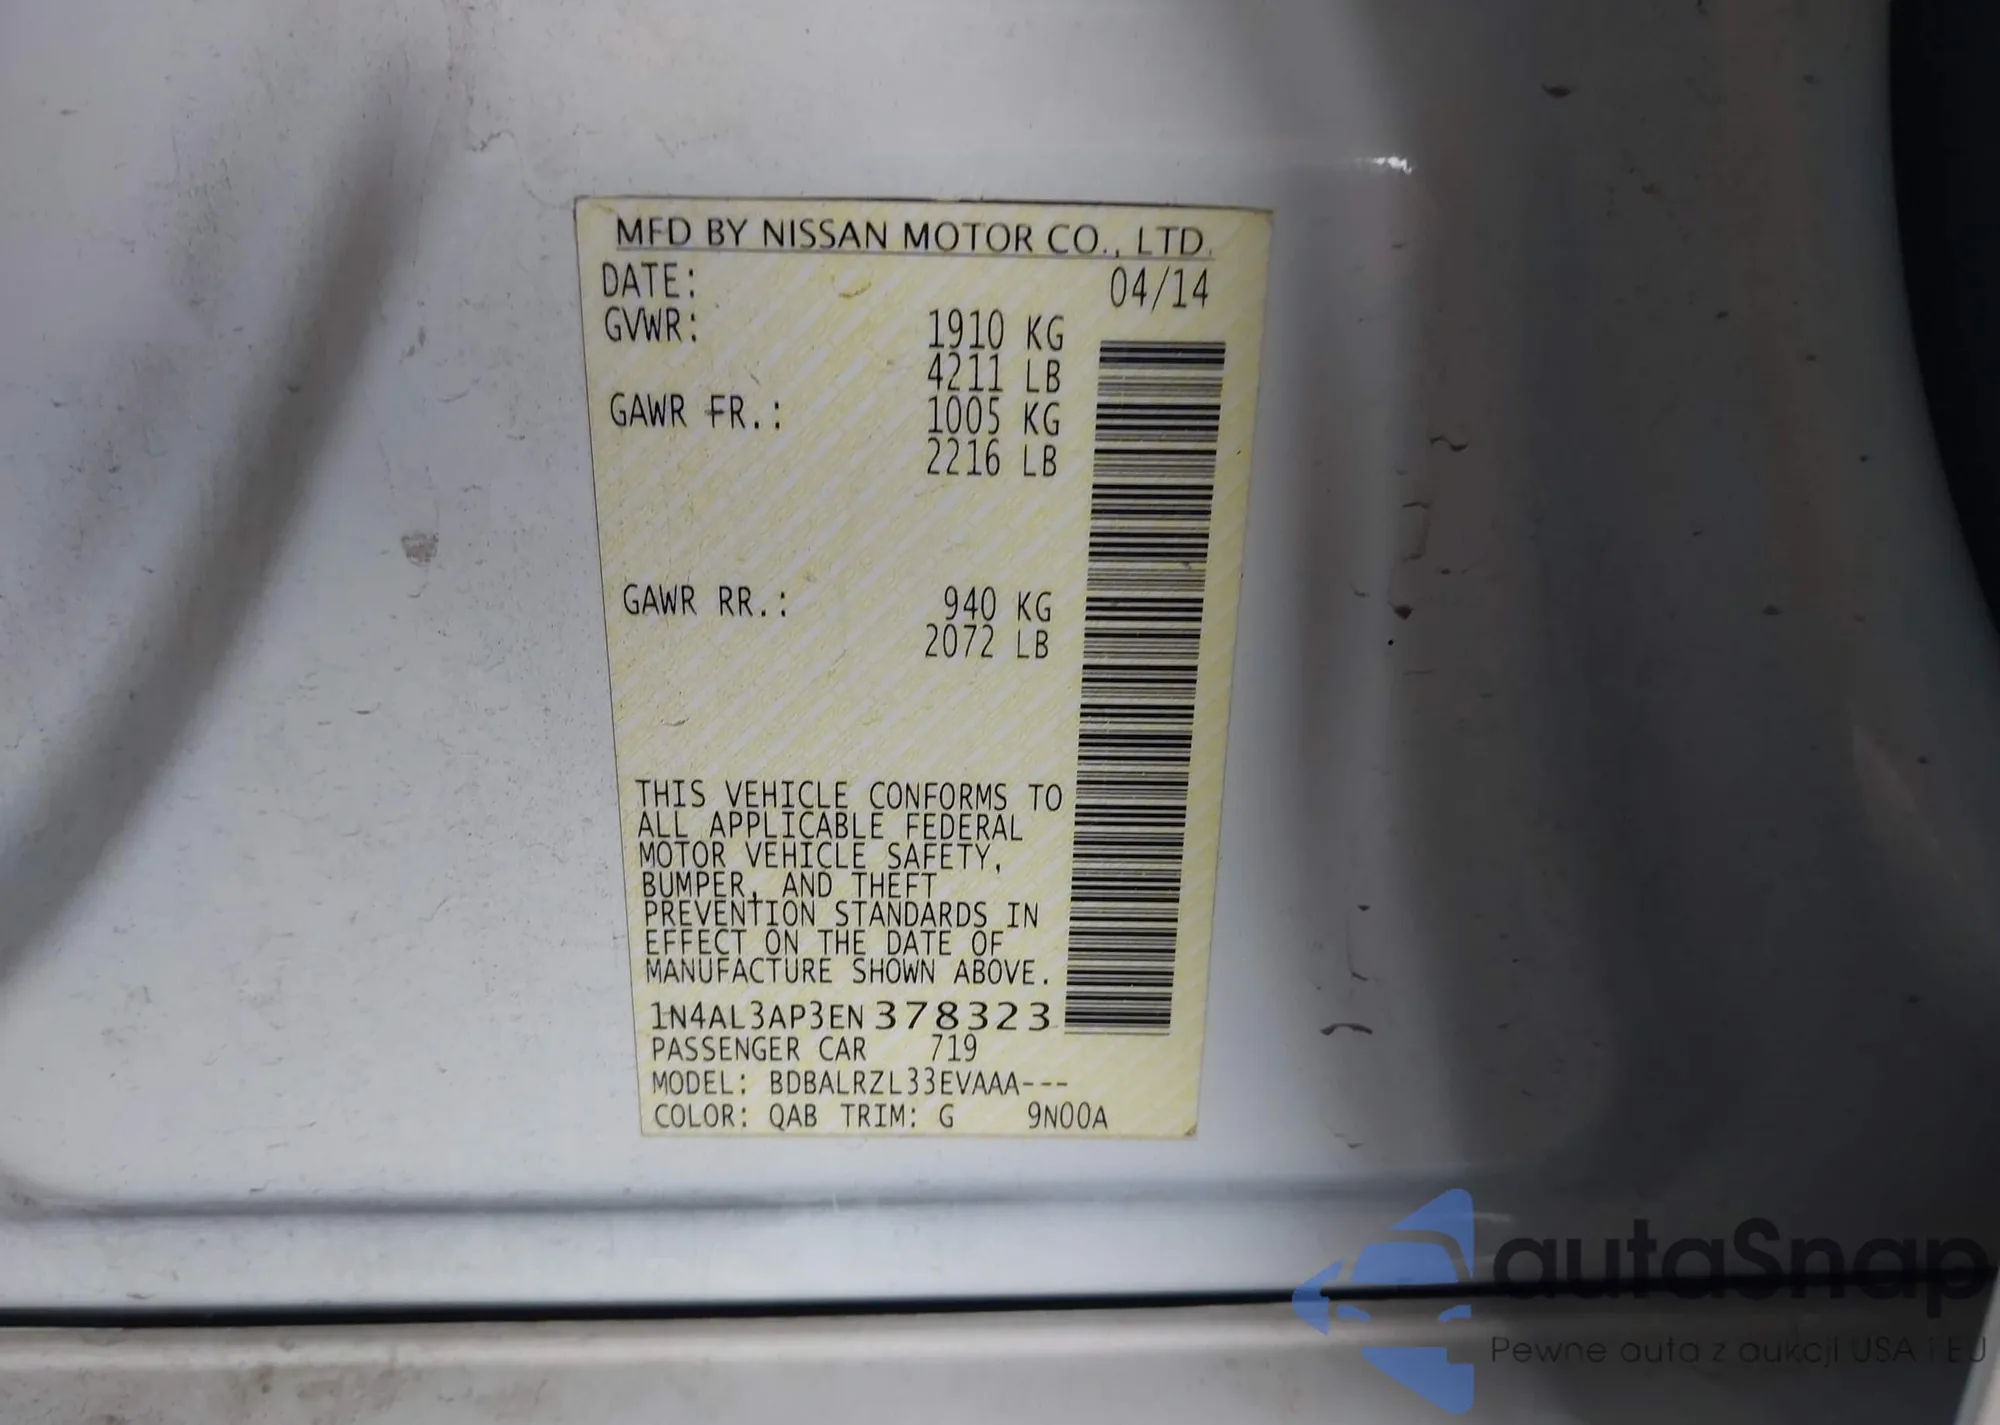 MFD BY NISSAN MOTOR CO., LTD.
DATE: 04/14
GVWR: 1910 KG
4211 LB
GAWR FR.: 1005 KG
2216 LB
GAWR RR.: 940 KG
2072 LB
THIS VEHICLE CONFORMS TO
ALL APPLICABLE FEDERAL
MOTOR VEHICLE SAFETY,
BUMPER, AND THEFT
PREVENTION STANDARDS IN
EFFECT ON THE DATE OF
MANUFACTURE SHOWN ABOVE.
1N4AL3AP3EN378323
PASSENGER CAR 719
MODEL: BDBALRZL33EVAAA---
COLOR: QAB TRIM: G 9N00A
autaSnap
Pewne auta z aukcji USA i EU